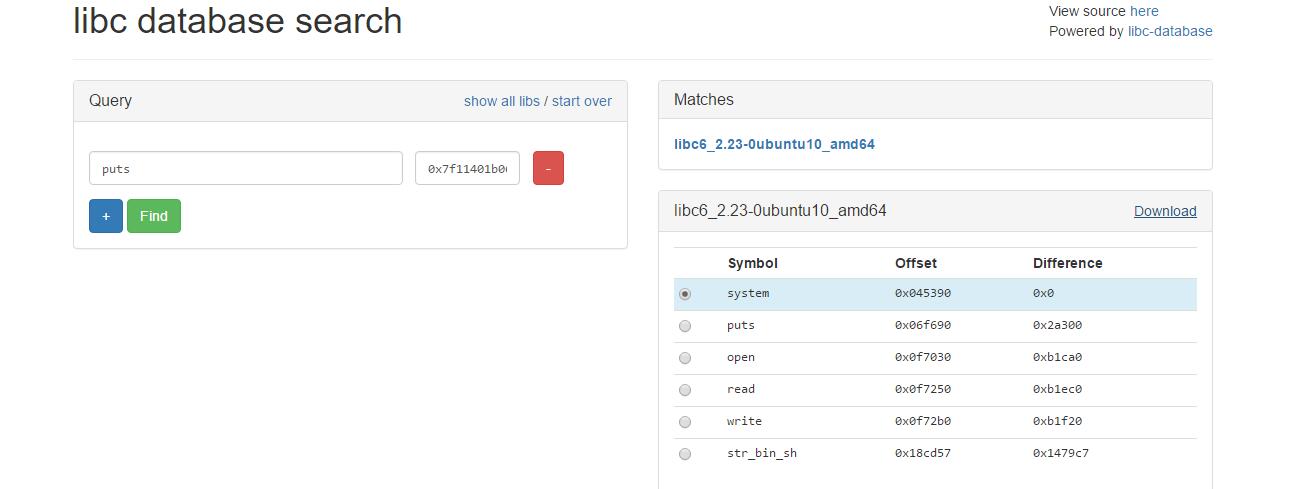 libc database search
View source here
Powered by libc-database
Query
show all libs / start over
puts
0x7f11401b0
-
+
Find
Matches
libc6_2.23-0ubuntu10_amd64
libc6_2.23-0ubuntu10_amd64
Download
Symbol Offset Difference
system 0x045390 0x0
puts 0x06f690 0x2a300
open 0x0f7030 0xb1ca0
read 0x0f7250 0xb1ec0
write 0x0f72b0 0xb1f20
str_bin_sh 0x18cd57 0x1479c7